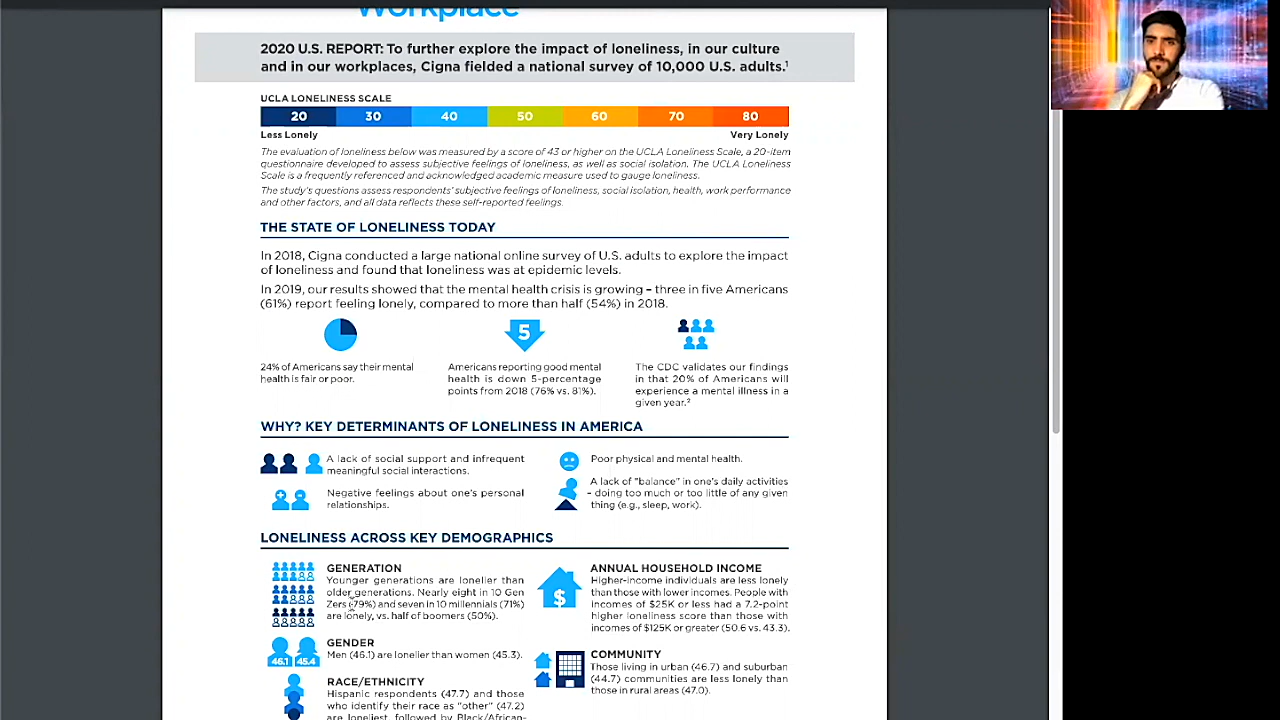 Workplace
2020 U.S. REPORT: To further explore the impact of loneliness, in our culture
and in our workplaces, Cigna fielded a national survey of 10,000 U.S. adults.¹
UCLA LONELINESS SCALE
20 30 40 50 60 70 80
Less Lonely Very Lonely
The evaluation of loneliness below was measured by a score of 43 or higher on the UCLA Loneliness Scale, a 20-item
questionnaire developed to assess subjective feelings of loneliness, as well as social isolation. The UCLA Loneliness
Scale is a frequently referenced and acknowledged academic measure used to gauge loneliness.
The study's questions assess respondents' subjective feelings of loneliness, social isolation, health, work performance
and other factors, and all data reflects these self-reported feelings.
THE STATE OF LONELINESS TODAY
In 2018, Cigna conducted a large national online survey of U.S. adults to explore the impact
of loneliness and found that loneliness was at epidemic levels.
In 2019, our results showed that the mental health crisis is growing – three in five Americans
(61%) report feeling lonely, compared to more than half (54%) in 2018.
5
24% of Americans say their mental
health is fair or poor.
Americans reporting good mental
health is down 5-percentage
points from 2018 (76% vs. 81%).
The CDC validates our findings
in that 20% of Americans will
experience a mental illness in a
given year.²
WHY? KEY DETERMINANTS OF LONELINESS IN AMERICA
A lack of social support and infrequent
meaningful social interactions.
Negative feelings about one's personal
relationships.
Poor physical and mental health.
A lack of "balance" in one's daily activities
– doing too much or too little of any given
thing (e.g., sleep, work).
LONELINESS ACROSS KEY DEMOGRAPHICS
GENERATION
Younger generations are lonelier than
older generations. Nearly eight in 10 Gen
Zers (79%) and seven in 10 millennials (71%)
are lonely, vs. half of boomers (50%).
46.1 45.4
GENDER
Men (46.1) are lonelier than women (45.3).
RACE/ETHNICITY
Hispanic respondents (47.7) and those
who identify their race as "other" (47.2)
are loneliest, followed by Black/African-
$
ANNUAL HOUSEHOLD INCOME
Higher-income individuals are less lonely
than those with lower incomes. People with
incomes of $25K or less had a 7.2-point
higher loneliness score than those with
incomes of $125K or greater (50.6 vs. 43.3).
COMMUNITY
Those living in urban (46.7) and suburban
(44.7) communities are less lonely than
those in rural areas (47.0).